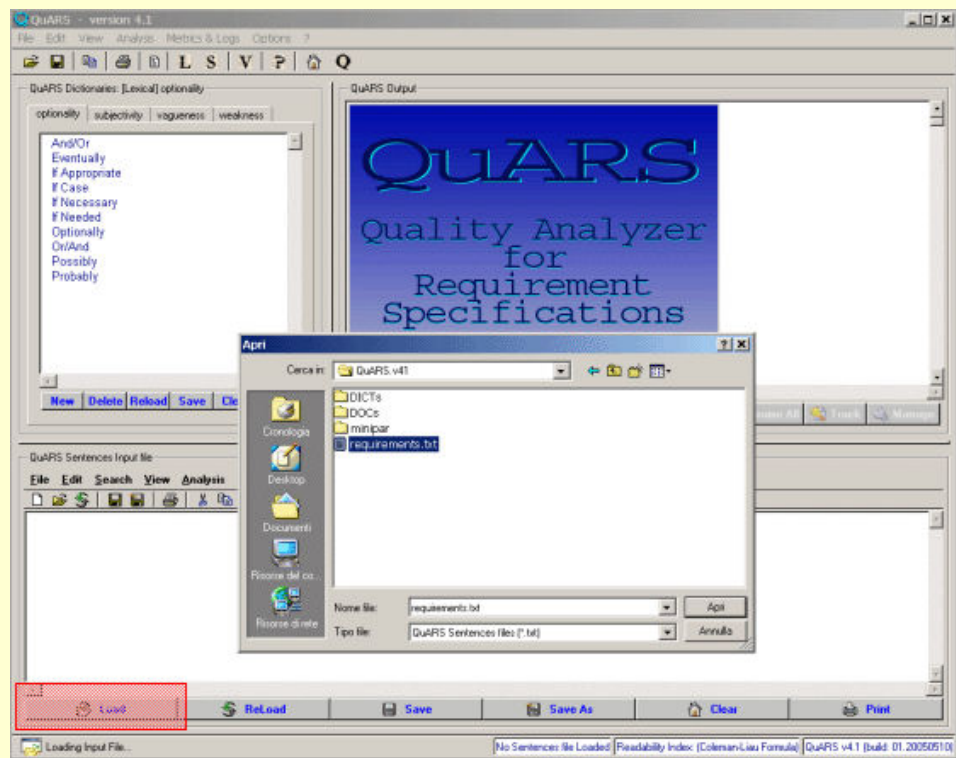 QuARS - version 4.1
File Edit View Analysis Metrics & Logs Options ?
L S V ? Q
QuARS Dictionaries: [Lexical] optionality
optionality subjectivity vagueness weakness
And/Or
Eventually
If Appropriate
If Case
If Necessary
If Needed
Optionally
Or/And
Possibly
Probably
New Delete Reload Save
QuARS Output
QuARS
Quality Analyzer
for
Requirement
Specifications
Track Manage
Apri
Cerca in: QuARS.v41
Cronologia
Desktop
Documenti
Risorse del co...
Risorse di rete
DICTs
DOCs
minipar
requirements.txt
Nome file: requirements.txt Apri
Tipo file: QuARS Sentences files (*.txt) Annulla
QuARS Sentences Input file
File Edit Search View Analysis
Load ReLoad Save Save As Clear Print
Loading Input File... No Sentences file Loaded Readability Index: (Coleman-Liau Formula) QuARS v4.1 (build: 01.20050510)